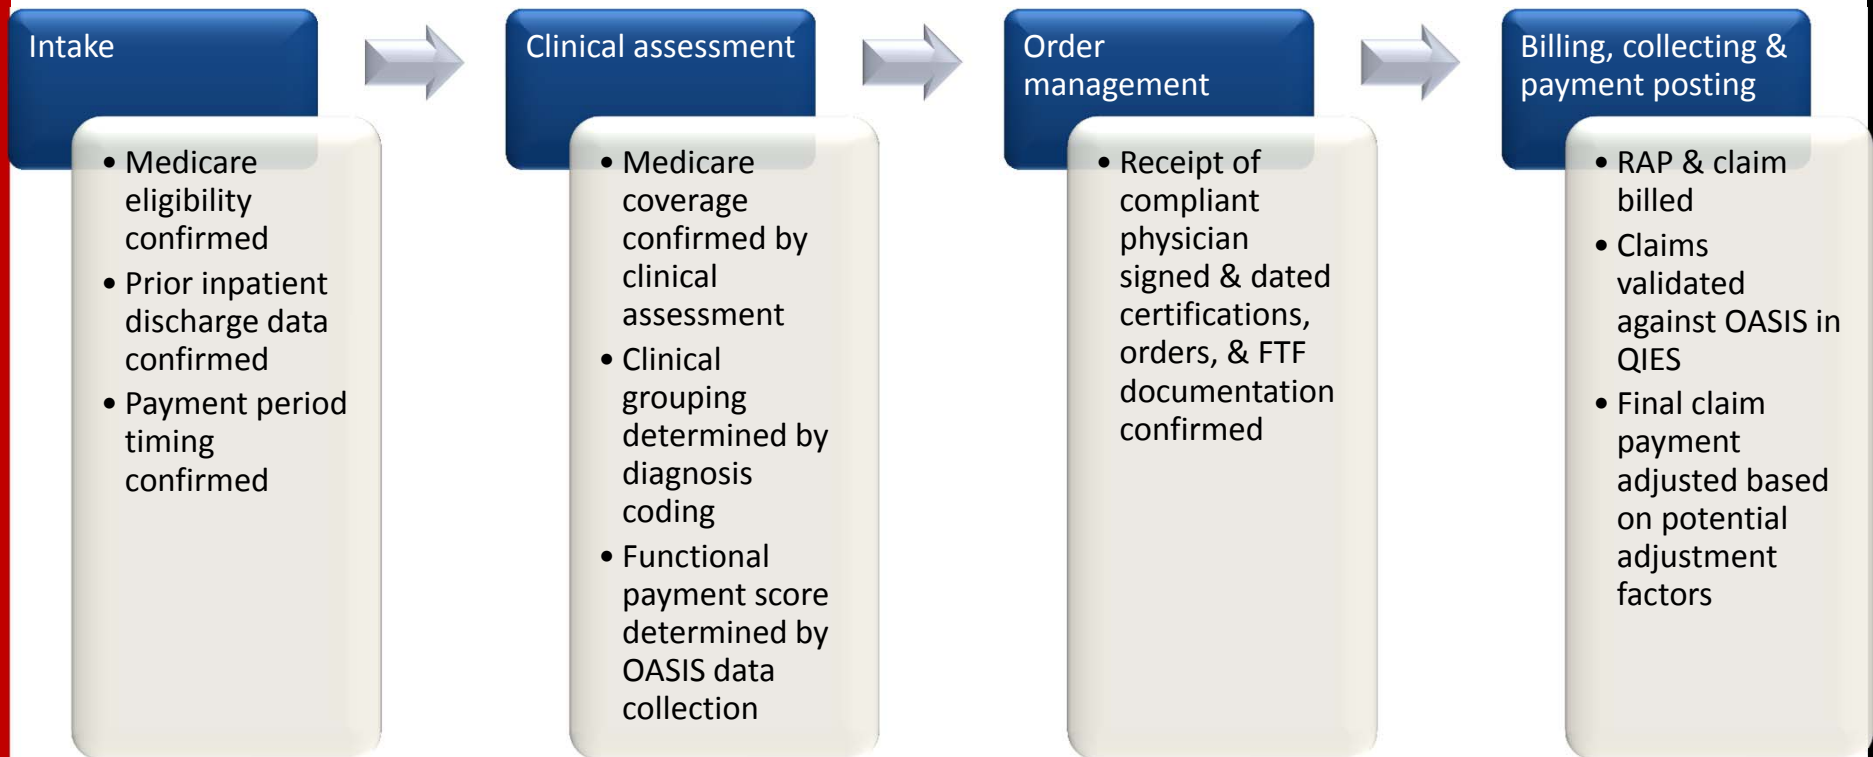 Intake
• Medicare
eligibility
confirmed
• Prior inpatient
discharge data
confirmed
• Payment period
timing
confirmed
Clinical assessment
• Medicare
coverage
confirmed by
clinical
assessment
• Clinical
grouping
determined by
diagnosis
coding
• Functional
payment score
determined by
OASIS data
collection
Order
management
• Receipt of
compliant
physician
signed & dated
certifications,
orders, & FTF
documentation
confirmed
Billing, collecting &
payment posting
• RAP & claim
billed
• Claims
validated
against OASIS in
QIES
• Final claim
payment
adjusted based
on potential
adjustment
factors